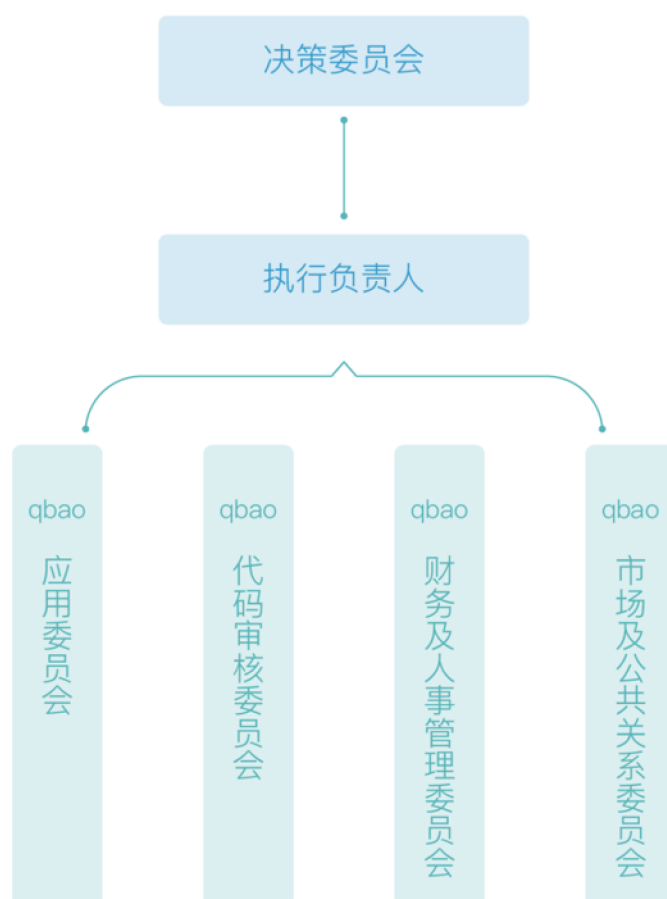 决策委员会
执行负责人
qbao
应用委员会
qbao
代码审核委员会
qbao
财务及人事管理委员会
qbao
市场及公共关系委员会